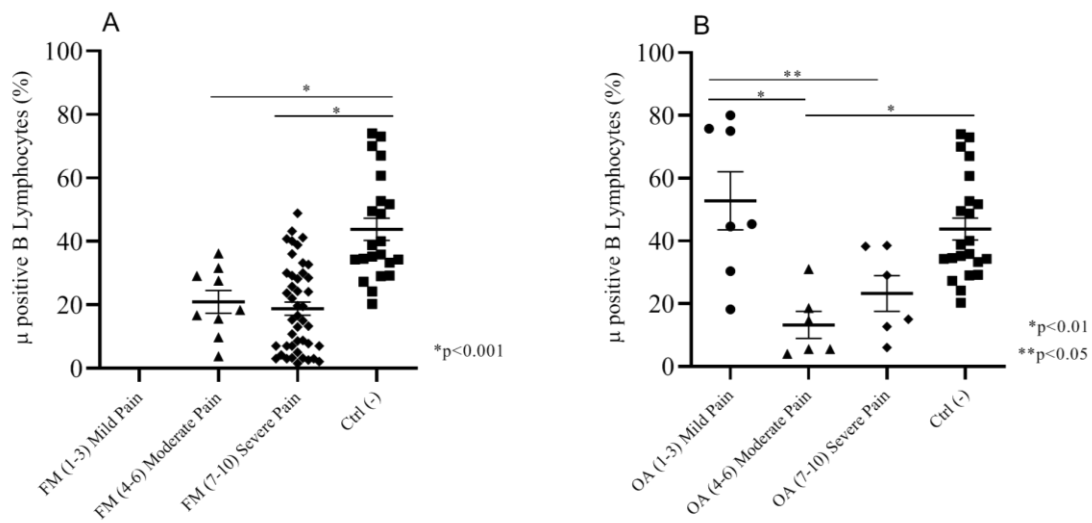 A
μ positive B Lymphocytes (%)
100
80
60
40
20
0
*
*
*p<0.001
FM (1-3) Mild Pain
FM (4-6) Moderate Pain
FM (7-10) Severe Pain
Ctrl (-)
B
μ positive B Lymphocytes (%)
100
80
60
40
20
0
**
*
*
*p<0.01
**p<0.05
OA (1-3) Mild Pain
OA (4-6) Moderate Pain
OA (7-10) Severe Pain
Ctrl (-)